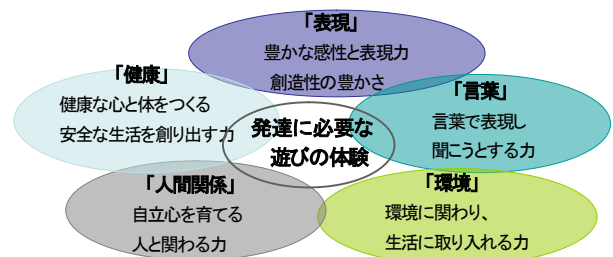 「表現」
豊かな感性と表現力
創造性の豊かさ
「健康」
健康な心と体をつくる
安全な生活を創り出す力
「言葉」
言葉で表現し
聞こうとする力
発達に必要な
遊びの体験
「人間関係」
自立心を育てる
人と関わる力
「環境」
環境に関わり、
生活に取り入れる力